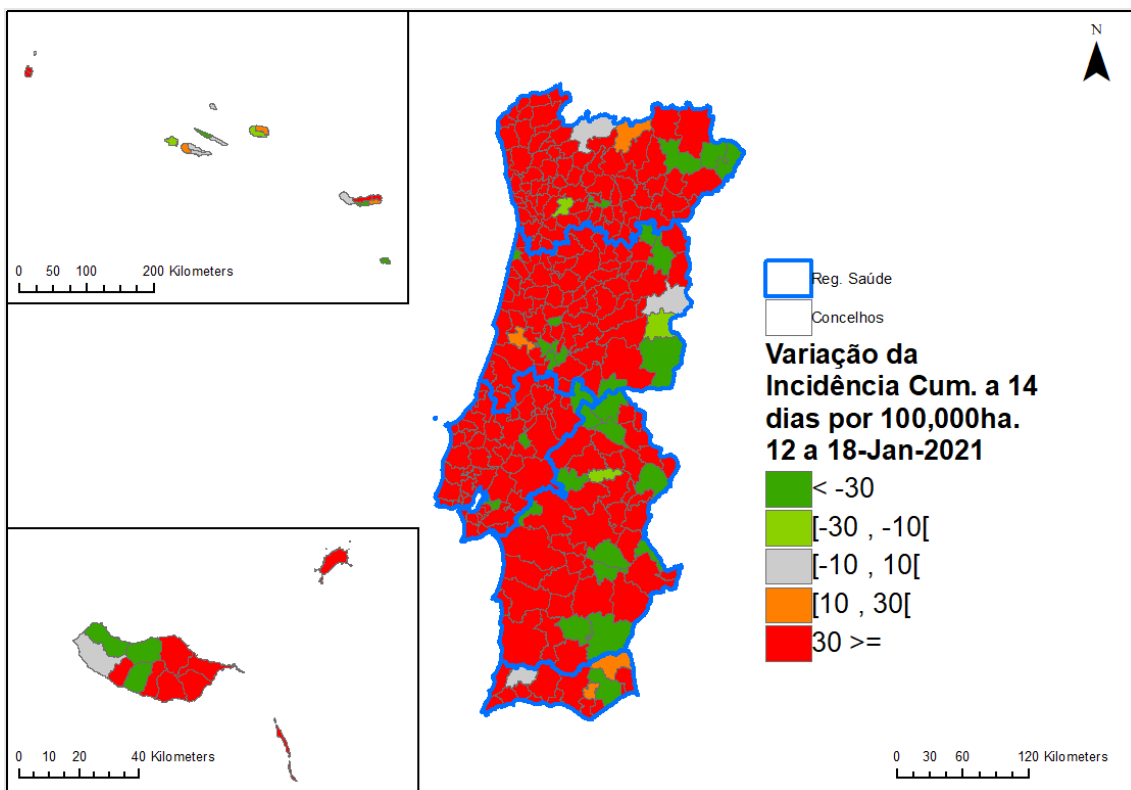 N
0 50 100 200 Kilometers
Reg. Saúde
Concelhos
Variação da
Incidência Cum. a 14
dias por 100,000ha.
12 a 18-Jan-2021
< -30
[-30 , -10[
[-10 , 10[
[10 , 30[
30 >=
0 10 20 40 Kilometers
0 30 60 120 Kilometers